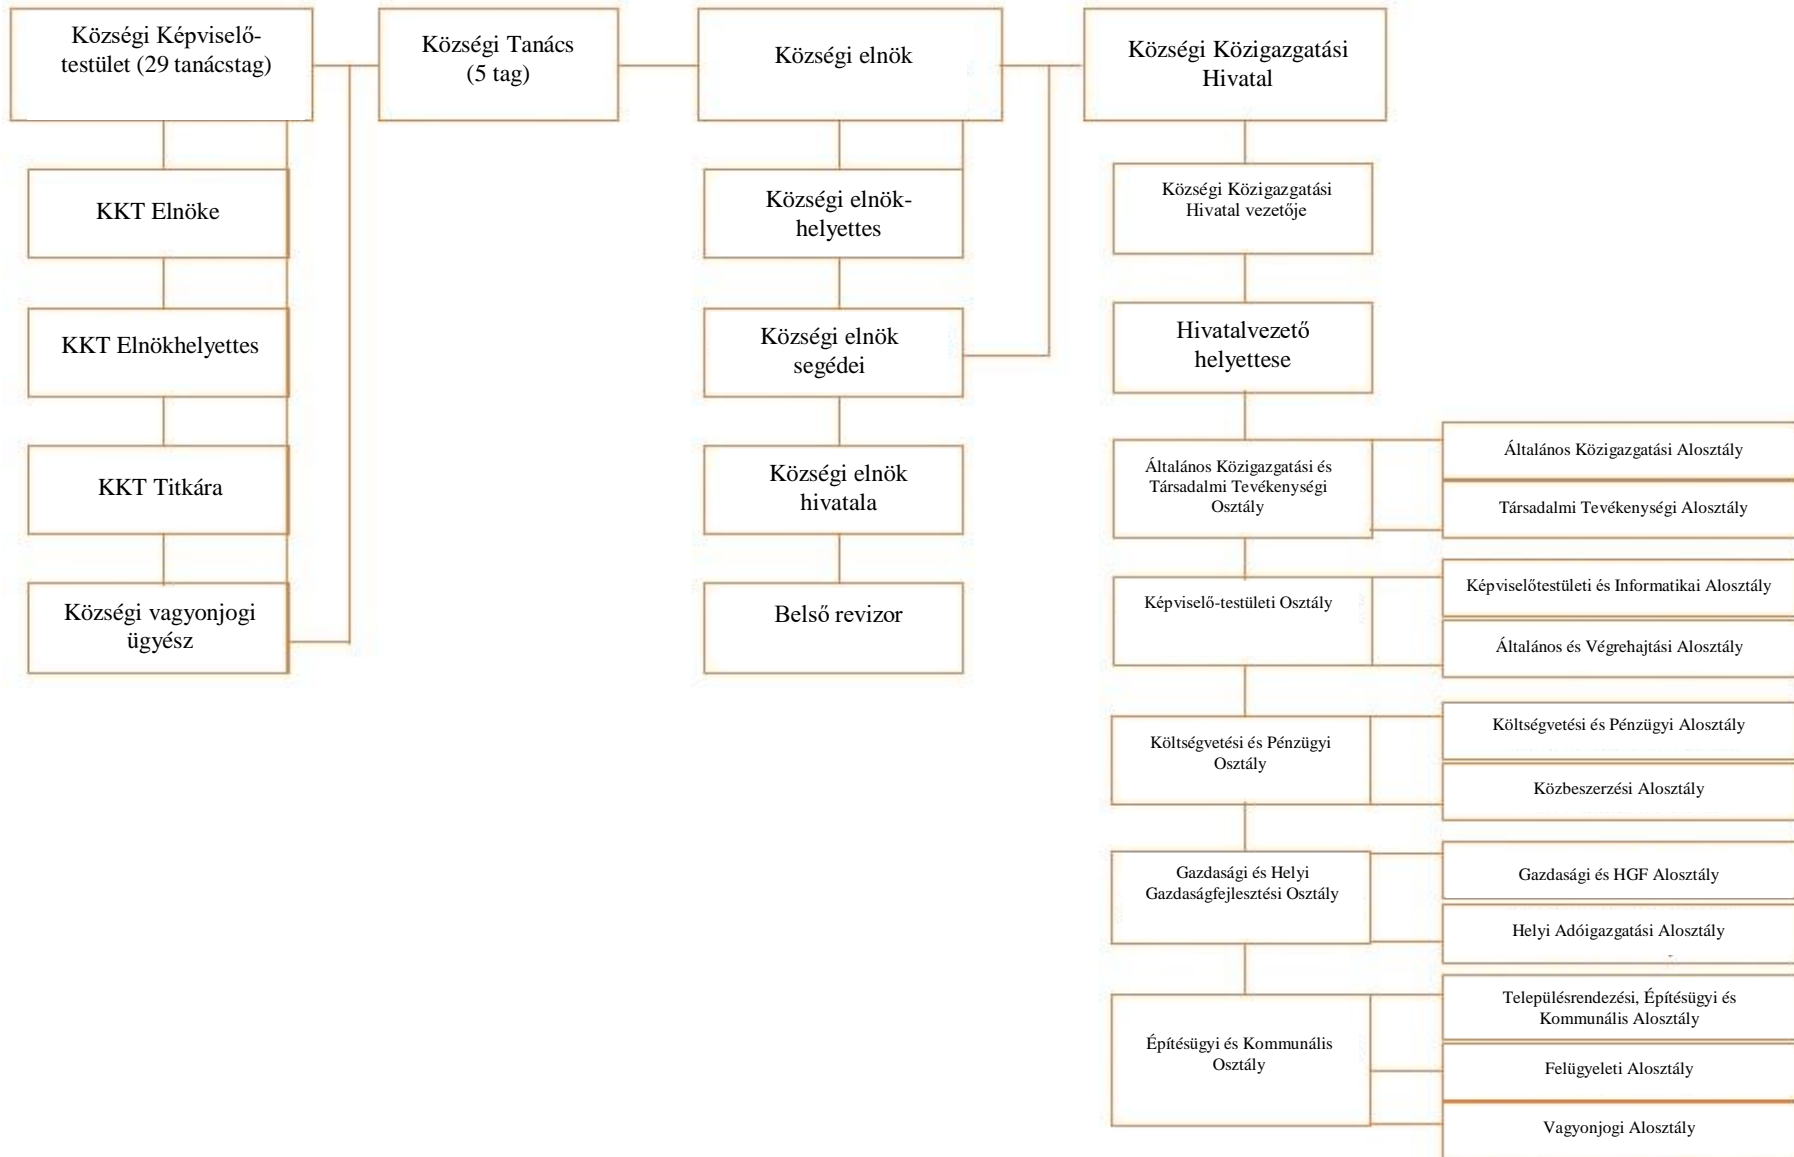 Községi Képviselő-
testület (29 tanácstag)
Községi Tanács
(5 tag)
Községi elnök
Községi Közigazgatási
Hivatal
KKT Elnöke
KKT Elnökhelyettes
KKT Titkára
Községi vagyonjogi
ügyész
Községi elnök-
helyettes
Községi elnök
segédei
Községi elnök
hivatala
Belső revizor
Községi Közigazgatási
Hivatal vezetője
Hivatalvezető
helyettese
Általános Közigazgatási és
Társadalmi Tevékenységi
Osztály
Általános Közigazgatási Alosztály
Társadalmi Tevékenységi Alosztály
Képviselő-testületi Osztály
Képviselőtestületi és Informatikai Alosztály
Általános és Végrehajtási Alosztály
Költségvetési és Pénzügyi
Osztály
Költségvetési és Pénzügyi Alosztály
Közbeszerzési Alosztály
Gazdasági és Helyi
Gazdaságfejlesztési Osztály
Gazdasági és HGF Alosztály
Helyi Adóigazgatási Alosztály
Építésügyi és Kommunális
Osztály
Településrendezési, Építésügyi és
Kommunális Alosztály
Felügyeleti Alosztály
Vagyonjogi Alosztály